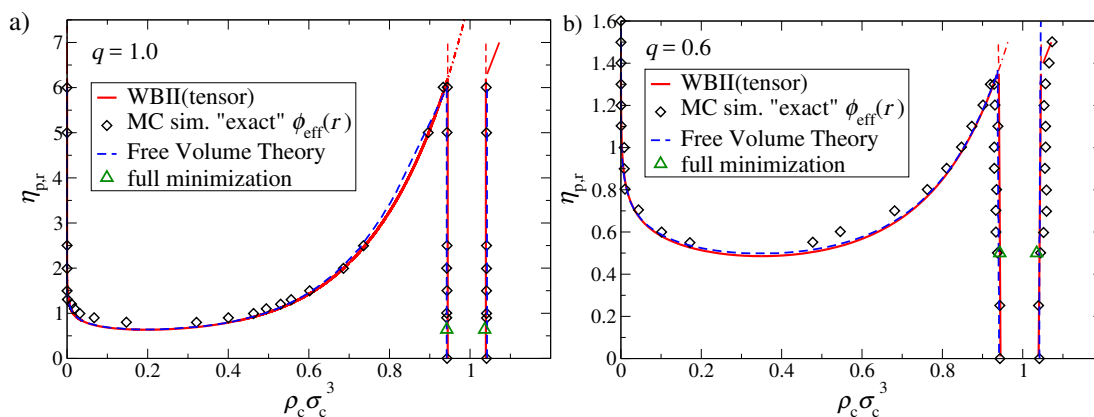 a)
q = 1.0
WBII(tensor)
MC sim. "exact" ϕeff(r)
Free Volume Theory
full minimization
ηp,r
7
6
5
4
3
2
1
0
0 0.2 0.4 0.6 0.8 1
ρcσc³
b)
q = 0.6
WBII(tensor)
MC sim. "exact" ϕeff(r)
Free Volume Theory
full minimization
ηp,r
1.6
1.4
1.2
1
0.8
0.6
0.4
0.2
0
0 0.2 0.4 0.6 0.8 1
ρcσc³